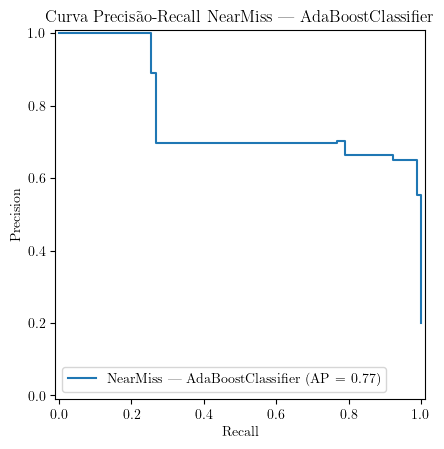 Curva Precisão-Recall NearMiss — AdaBoostClassifier
1.0
0.8
0.6
0.4
0.2
0.0
Precision
NearMiss — AdaBoostClassifier (AP = 0.77)
0.0 0.2 0.4 0.6 0.8 1.0
Recall